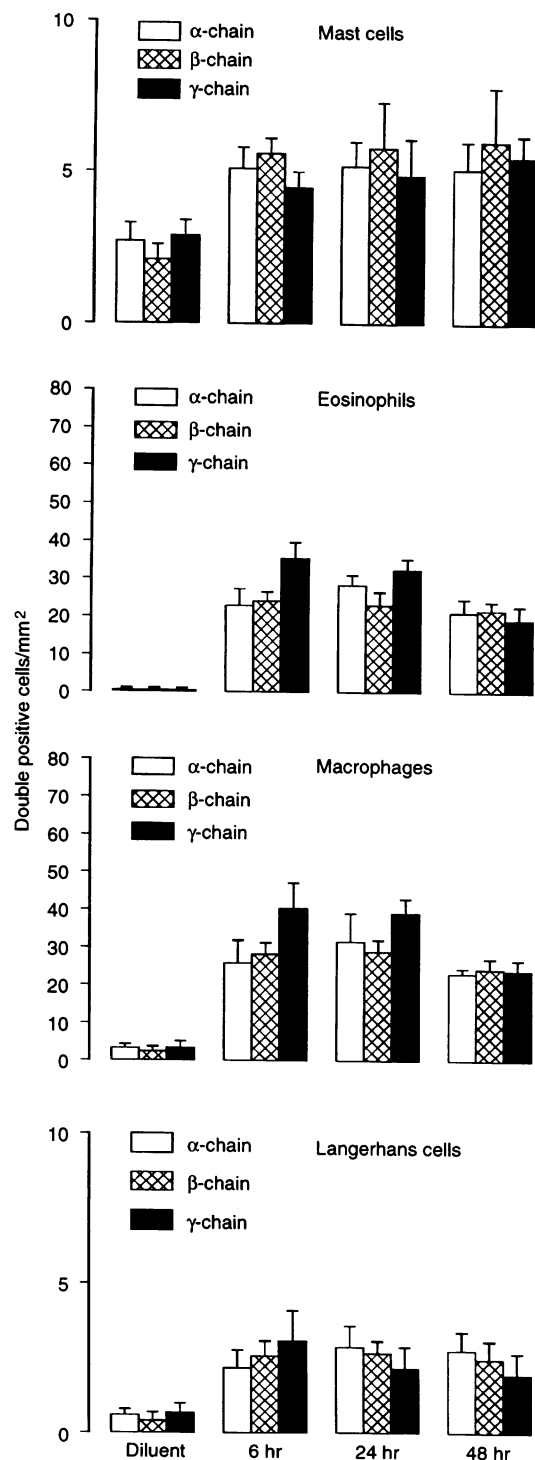 10
α-chain
Mast cells
β-chain
γ-chain
5
0
80
α-chain
Eosinophils
70
β-chain
60
γ-chain
50
40
30
20
10
0
80
α-chain
Macrophages
70
β-chain
60
γ-chain
50
40
30
20
10
0
Double positive cells/mm²
10
α-chain
Langerhans cells
β-chain
γ-chain
5
0
Diluent 6 hr 24 hr 48 hr